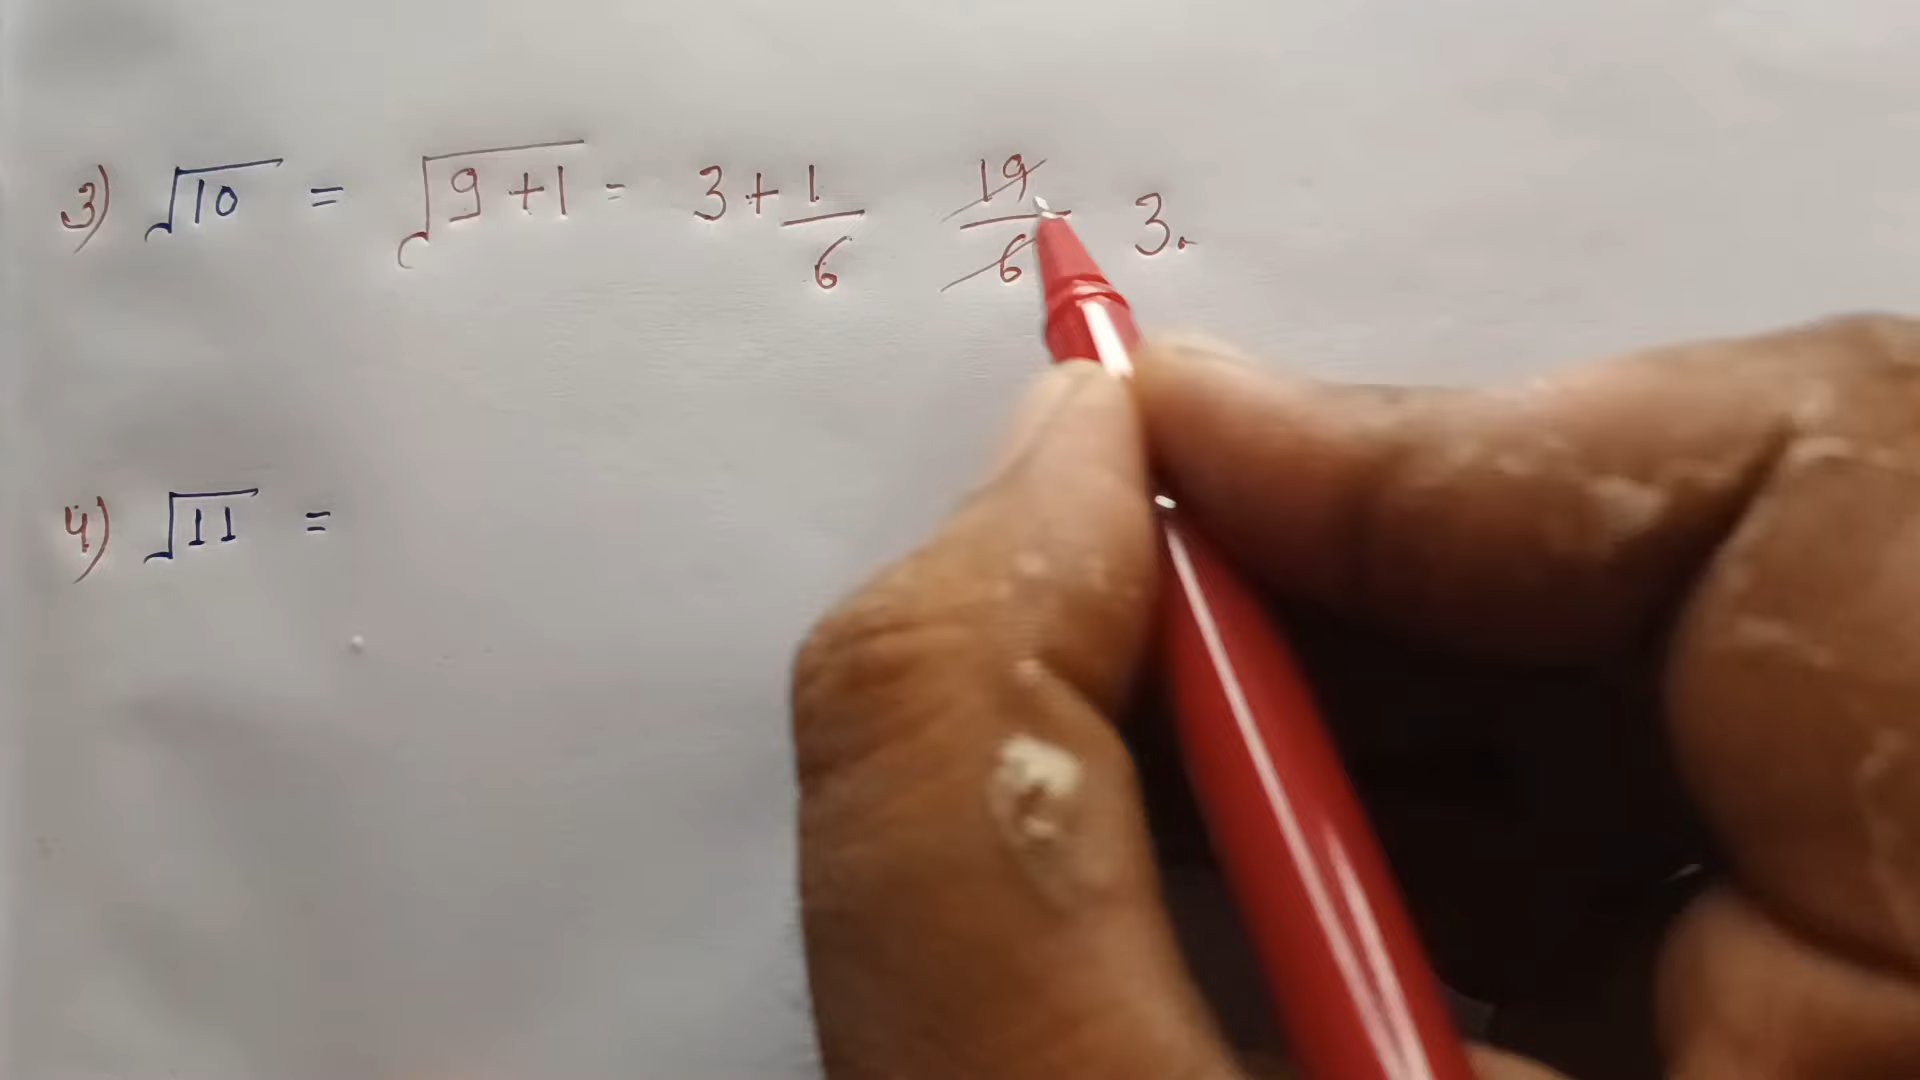 3) √10 = √9+1 = 3+1/6 19/6 3.
4) √11 =